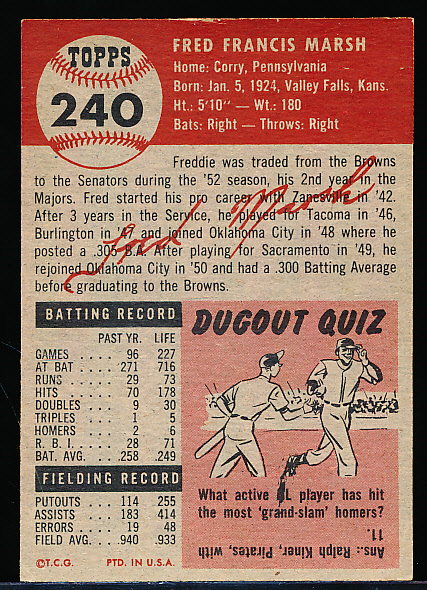 TOPPS
240
FRED FRANCIS MARSH
Home: Corry, Pennsylvania
Born: Jan. 5, 1924, Valley Falls, Kans.
Ht.: 5'10" — Wt.: 180
Bats: Right — Throws: Right
Freddie was traded from the Browns
to the Senators during the '52 season, his 2nd year in the
Majors. Fred started his pro career with Zanesville in '42.
After 3 years in the Service, he played for Tacoma in '46,
Burlington in '47 and joined Oklahoma City in '48 where he
posted a .305 B.A. After playing for Sacramento in '49, he
rejoined Oklahoma City in '50 and had a .300 Batting Average
before graduating to the Browns.
Fred Marsh
BATTING RECORD
PAST YR. LIFE
GAMES . . . . 96 227
AT BAT . . . . 271 716
RUNS . . . . 29 73
HITS . . . . 70 178
DOUBLES . . . 9 30
TRIPLES . . . 1 5
HOMERS . . . 2 6
R. B. I. . . . . 28 71
BAT. AVG. . . .258 .249
FIELDING RECORD
PUTOUTS . . . 114 255
ASSISTS . . . 183 414
ERRORS . . . 19 48
FIELD AVG. . . .940 .933
©T.C.G. PTD. IN U.S.A.
DUGOUT QUIZ
What active NL player has hit
the most 'grand-slam' homers?
Ans.: Ralph Kiner, Pirates, with
11.